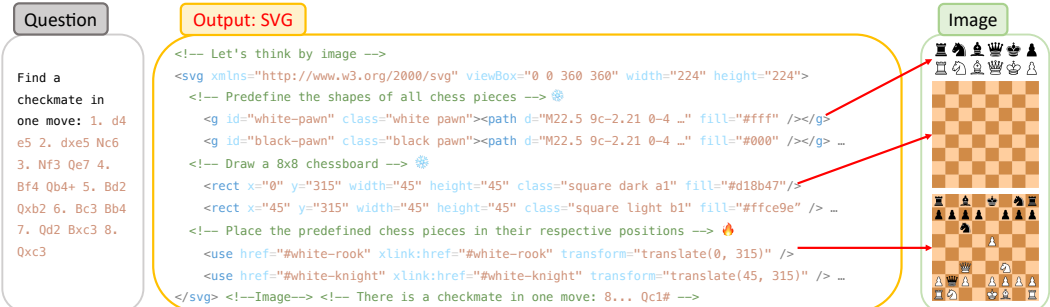 Question
Find a
checkmate in
one move: 1. d4
e5 2. dxe5 Nc6
3. Nf3 Qe7 4.
Bf4 Qb4+ 5. Bd2
Qxb2 6. Bc3 Bb4
7. Qd2 Bxc3 8.
Qxc3
Output: SVG
<!-- Let's think by image -->
<svg xmlns="http://www.w3.org/2000/svg" viewBox="0 0 360 360" width="224" height="224">
<!-- Predefine the shapes of all chess pieces -->
<g id="white-pawn" class="white pawn"><path d="M22.5 9c-2.21 0-4 …" fill="#fff" /></g>
<g id="black-pawn" class="black pawn"><path d="M22.5 9c-2.21 0-4 …" fill="#000" /></g> …
<!-- Draw a 8x8 chessboard -->
<rect x="0" y="315" width="45" height="45" class="square dark a1" fill="#d18b47"/>
<rect x="45" y="315" width="45" height="45" class="square light b1" fill="#ffce9e” /> …
<!-- Place the predefined chess pieces in their respective positions -->
<use href="#white-rook" xlink:href="#white-rook" transform="translate(0, 315)" />
<use href="#white-knight" xlink:href="#white-knight" transform="translate(45, 315)" /> …
</svg> <!--Image--> <!-- There is a checkmate in one move: 8... Qc1# -->
Image